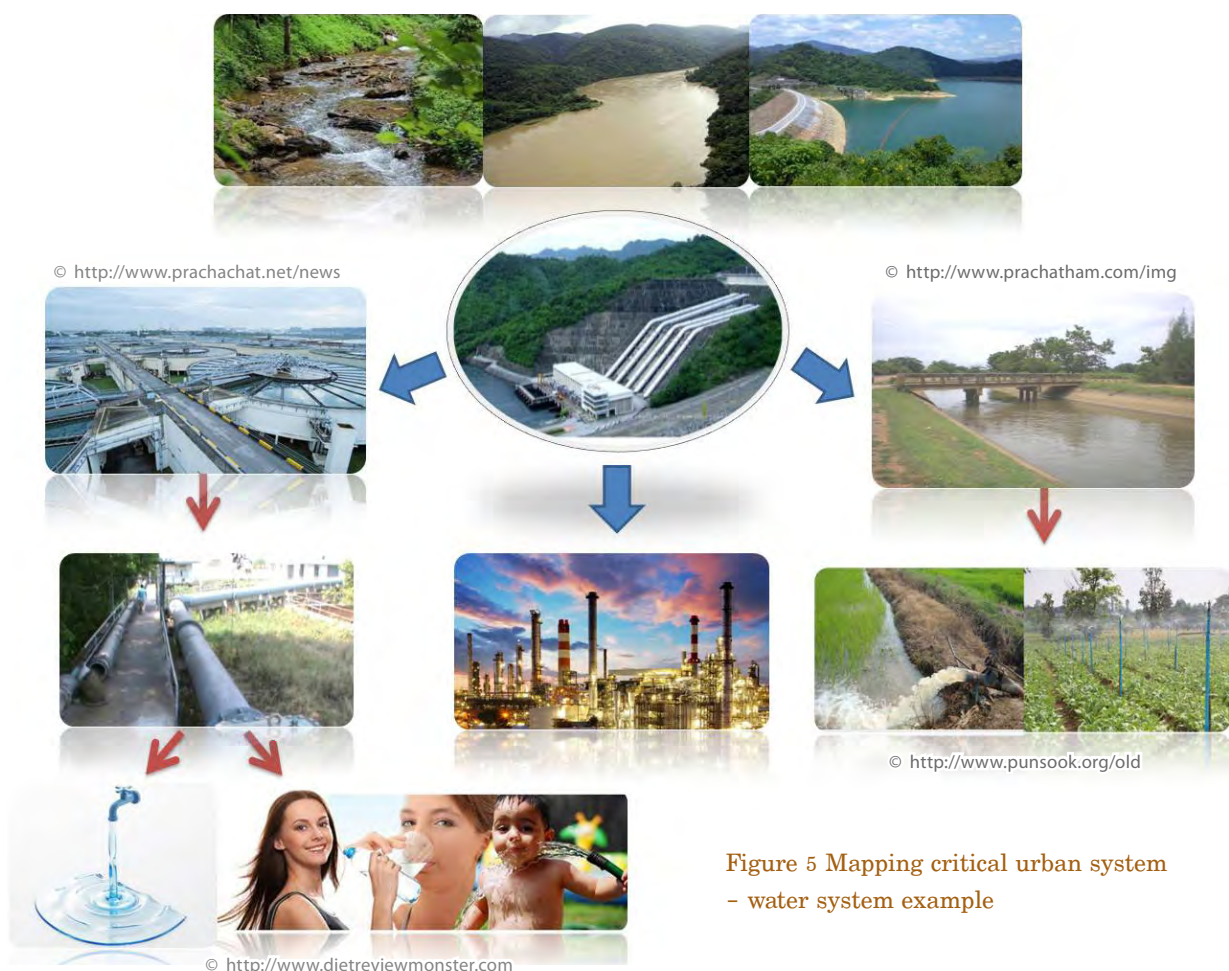 © http://www.prachachat.net/news
© http://www.prachatham.com/img
© http://www.punsook.org/old
Figure 5 Mapping critical urban system
– water system example
© http://www.dietreviewmonster.com